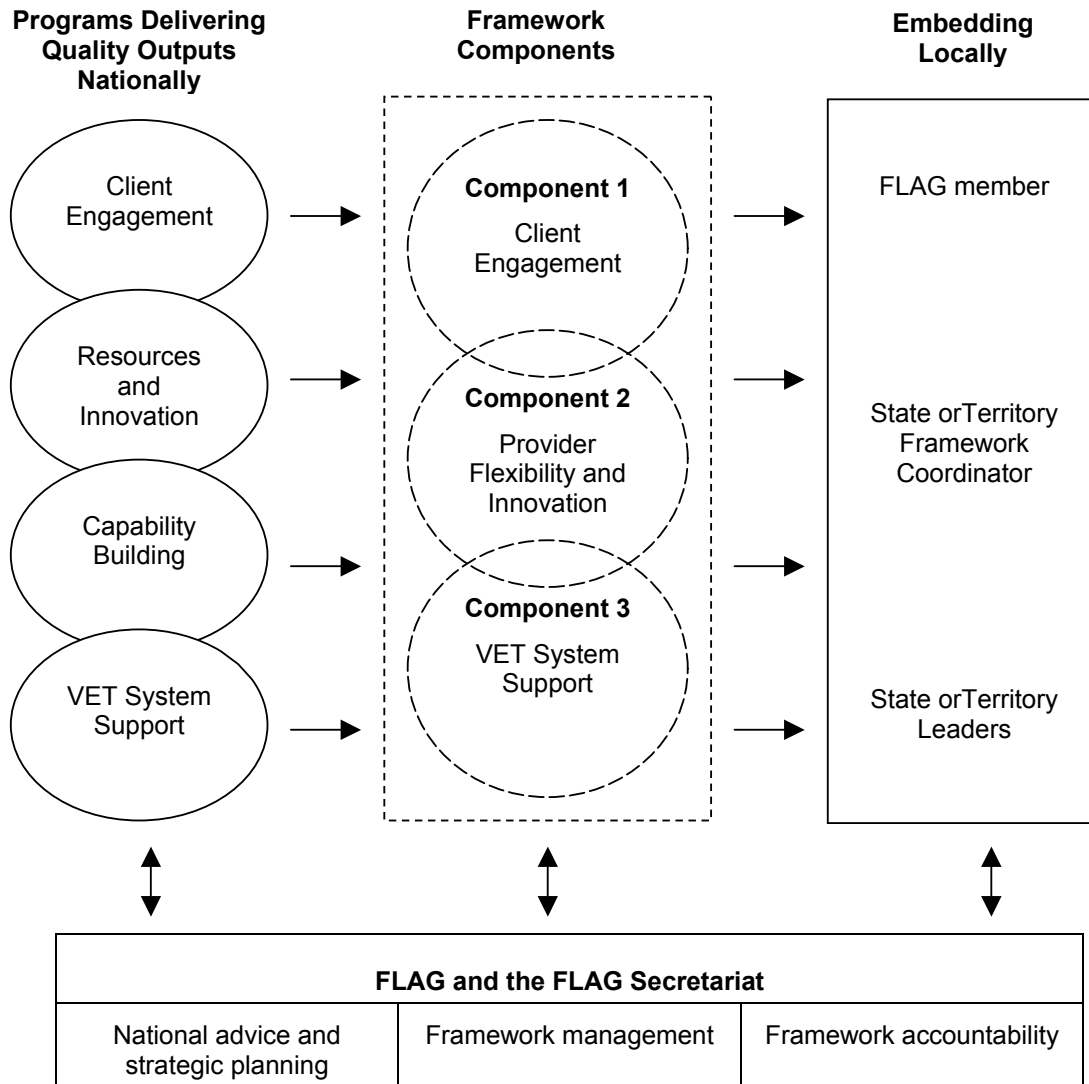 Programs Delivering
Quality Outputs
Nationally
Framework
Components
Embedding
Locally
Client
Engagement
Resources
and
Innovation
Capability
Building
VET System
Support
Component 1
Client
Engagement
Component 2
Provider
Flexibility and
Innovation
Component 3
VET System
Support
FLAG member
State orTerritory
Framework
Coordinator
State orTerritory
Leaders
FLAG and the FLAG Secretariat
National advice and
strategic planning
Framework management
Framework accountability